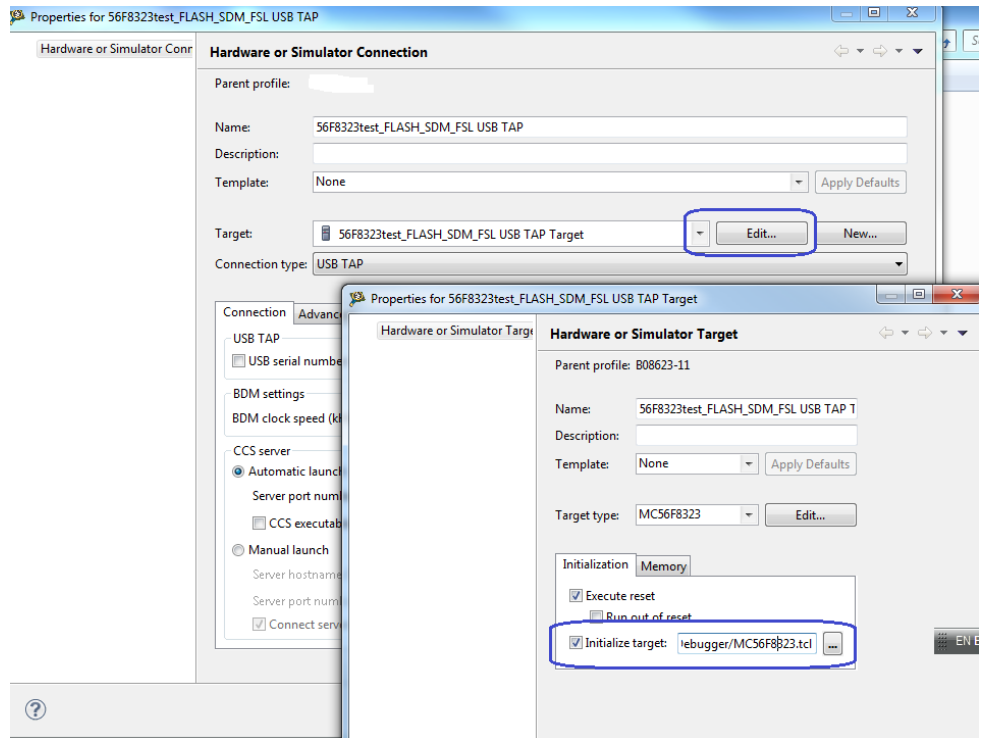 Properties for 56F8323test_FLASH_SDM_FSL USB TAP
Hardware or Simulator Conr
Hardware or Simulator Connection
Parent profile:
Name: 56F8323test_FLASH_SDM_FSL USB TAP
Description:
Template: None Apply Defaults
Target: 56F8323test_FLASH_SDM_FSL USB TAP Target Edit... New...
Connection type: USB TAP
Connection Advanc
USB TAP
USB serial numbe
BDM settings
BDM clock speed (kl
CCS server
Automatic launch
Server port numl
CCS executab
Manual launch
Server hostname
Server port numl
Connect serv
Properties for 56F8323test_FLASH_SDM_FSL USB TAP Target
Hardware or Simulator Targe
Hardware or Simulator Target
Parent profile: B08623-11
Name: 56F8323test_FLASH_SDM_FSL USB TAP T
Description:
Template: None Apply Defaults
Target type: MC56F8323 Edit...
Initialization Memory
Execute reset
Run out of reset
Initialize target: ebugger/MC56F8323.tcl ...
EN